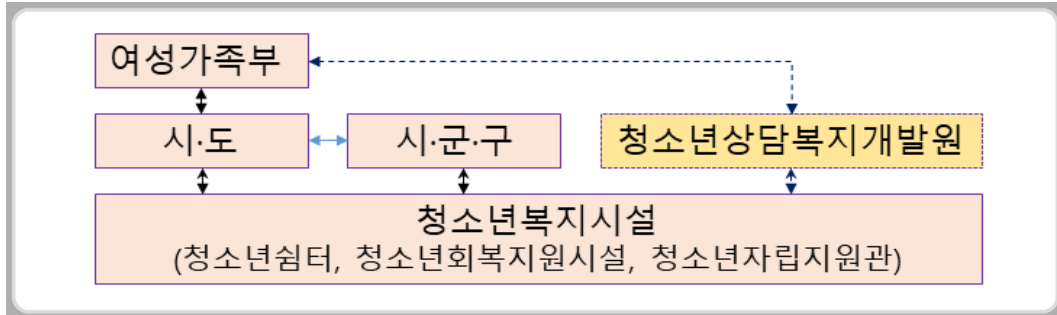 여성가족부
시·도
시·군·구
청소년상담복지개발원
청소년복지시설
(청소년쉼터, 청소년회복지원시설, 청소년자립지원관)